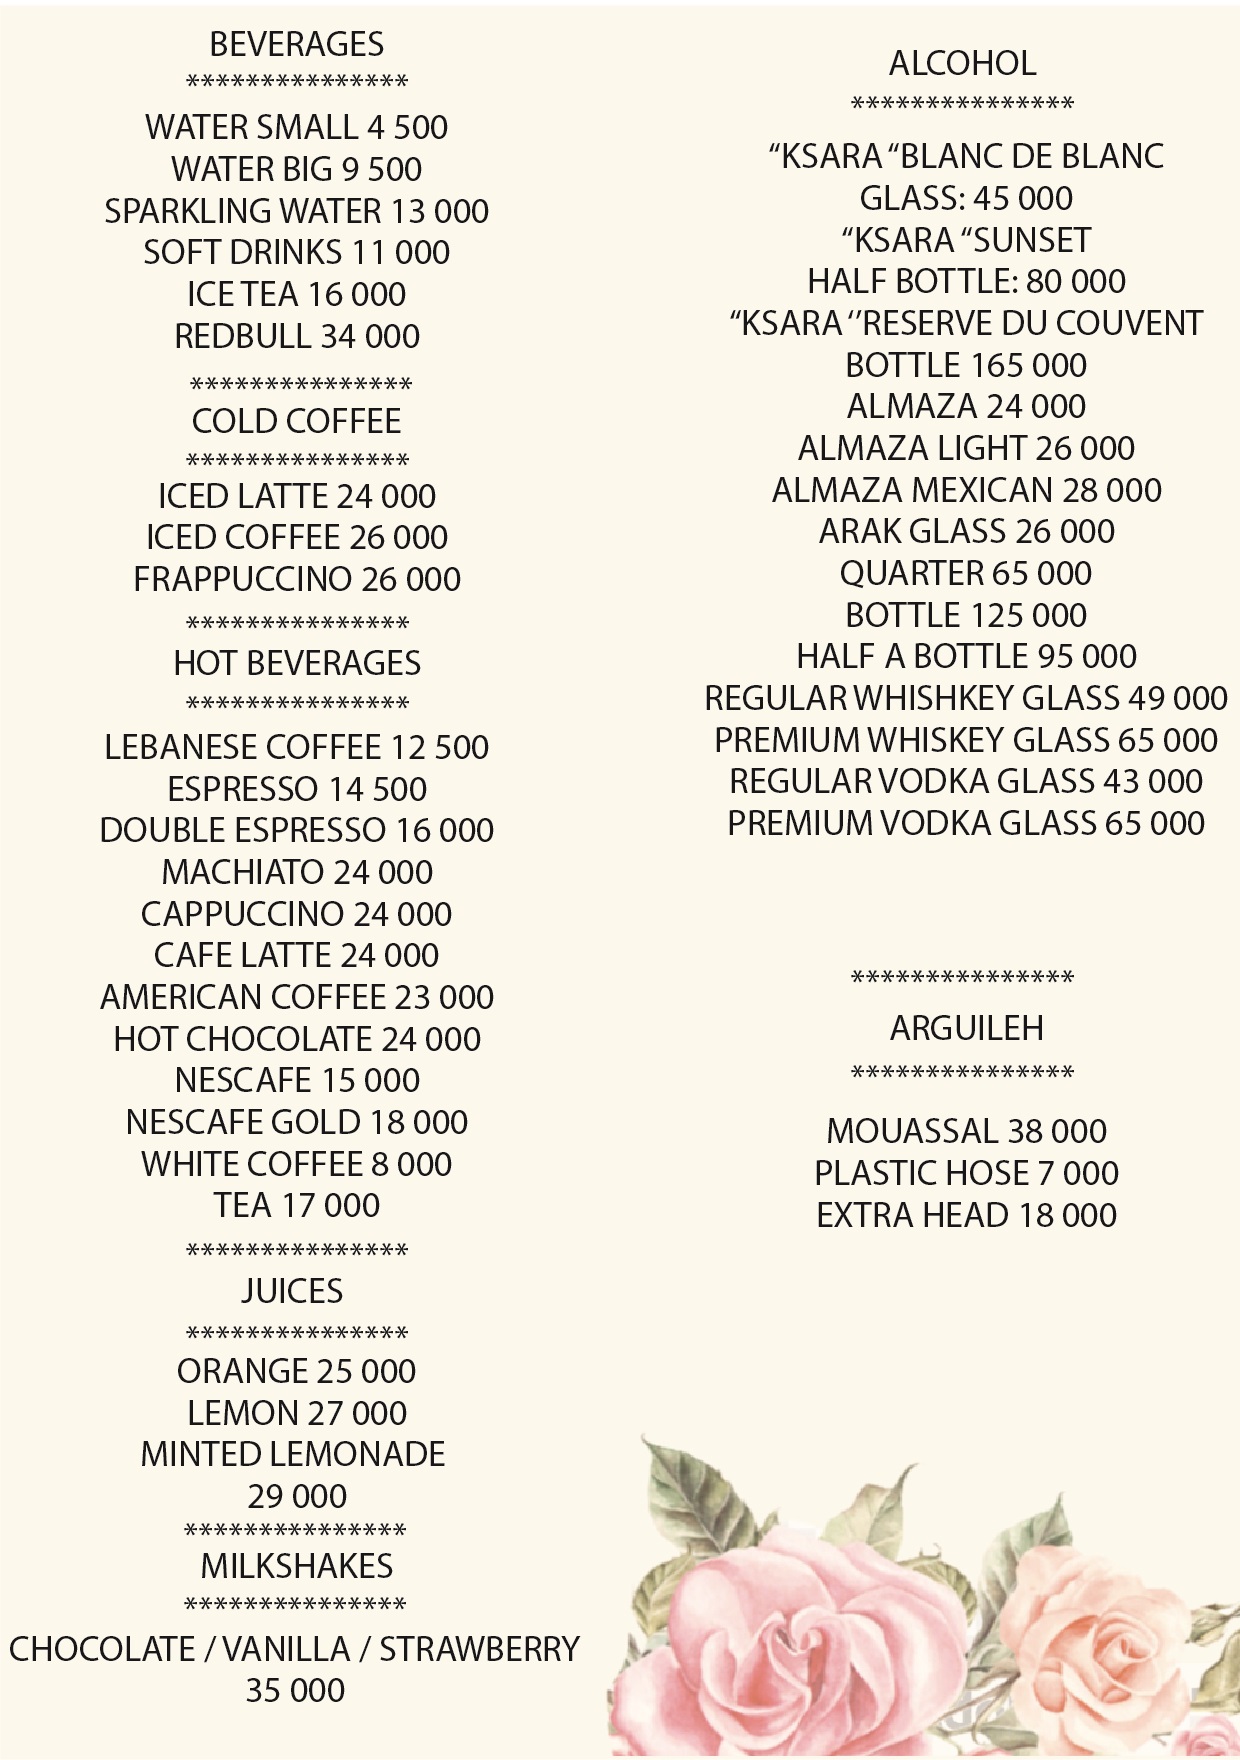 BEVERAGES
***************
WATER SMALL 4 500
WATER BIG 9 500
SPARKLING WATER 13 000
SOFT DRINKS 11 000
ICE TEA 16 000
REDBULL 34 000
***************
COLD COFFEE
***************
ICED LATTE 24 000
ICED COFFEE 26 000
FRAPPUCCINO 26 000
***************
HOT BEVERAGES
***************
LEBANESE COFFEE 12 500
ESPRESSO 14 500
DOUBLE ESPRESSO 16 000
MACHIATO 24 000
CAPPUCCINO 24 000
CAFE LATTE 24 000
AMERICAN COFFEE 23 000
HOT CHOCOLATE 24 000
NESCAFE 15 000
NESCAFE GOLD 18 000
WHITE COFFEE 8 000
TEA 17 000
***************
JUICES
***************
ORANGE 25 000
LEMON 27 000
MINTED LEMONADE
29 000
***************
MILKSHAKES
***************
CHOCOLATE / VANILLA / STRAWBERRY
35 000
ALCOHOL
***************
“KSARA “BLANC DE BLANC
GLASS: 45 000
“KSARA “SUNSET
HALF BOTTLE: 80 000
“KSARA ‘’RESERVE DU COUVENT
BOTTLE 165 000
ALMAZA 24 000
ALMAZA LIGHT 26 000
ALMAZA MEXICAN 28 000
ARAK GLASS 26 000
QUARTER 65 000
BOTTLE 125 000
HALF A BOTTLE 95 000
REGULAR WHISHKEY GLASS 49 000
PREMIUM WHISKEY GLASS 65 000
REGULAR VODKA GLASS 43 000
PREMIUM VODKA GLASS 65 000
***************
ARGUILEH
***************
MOUASSAL 38 000
PLASTIC HOSE 7 000
EXTRA HEAD 18 000